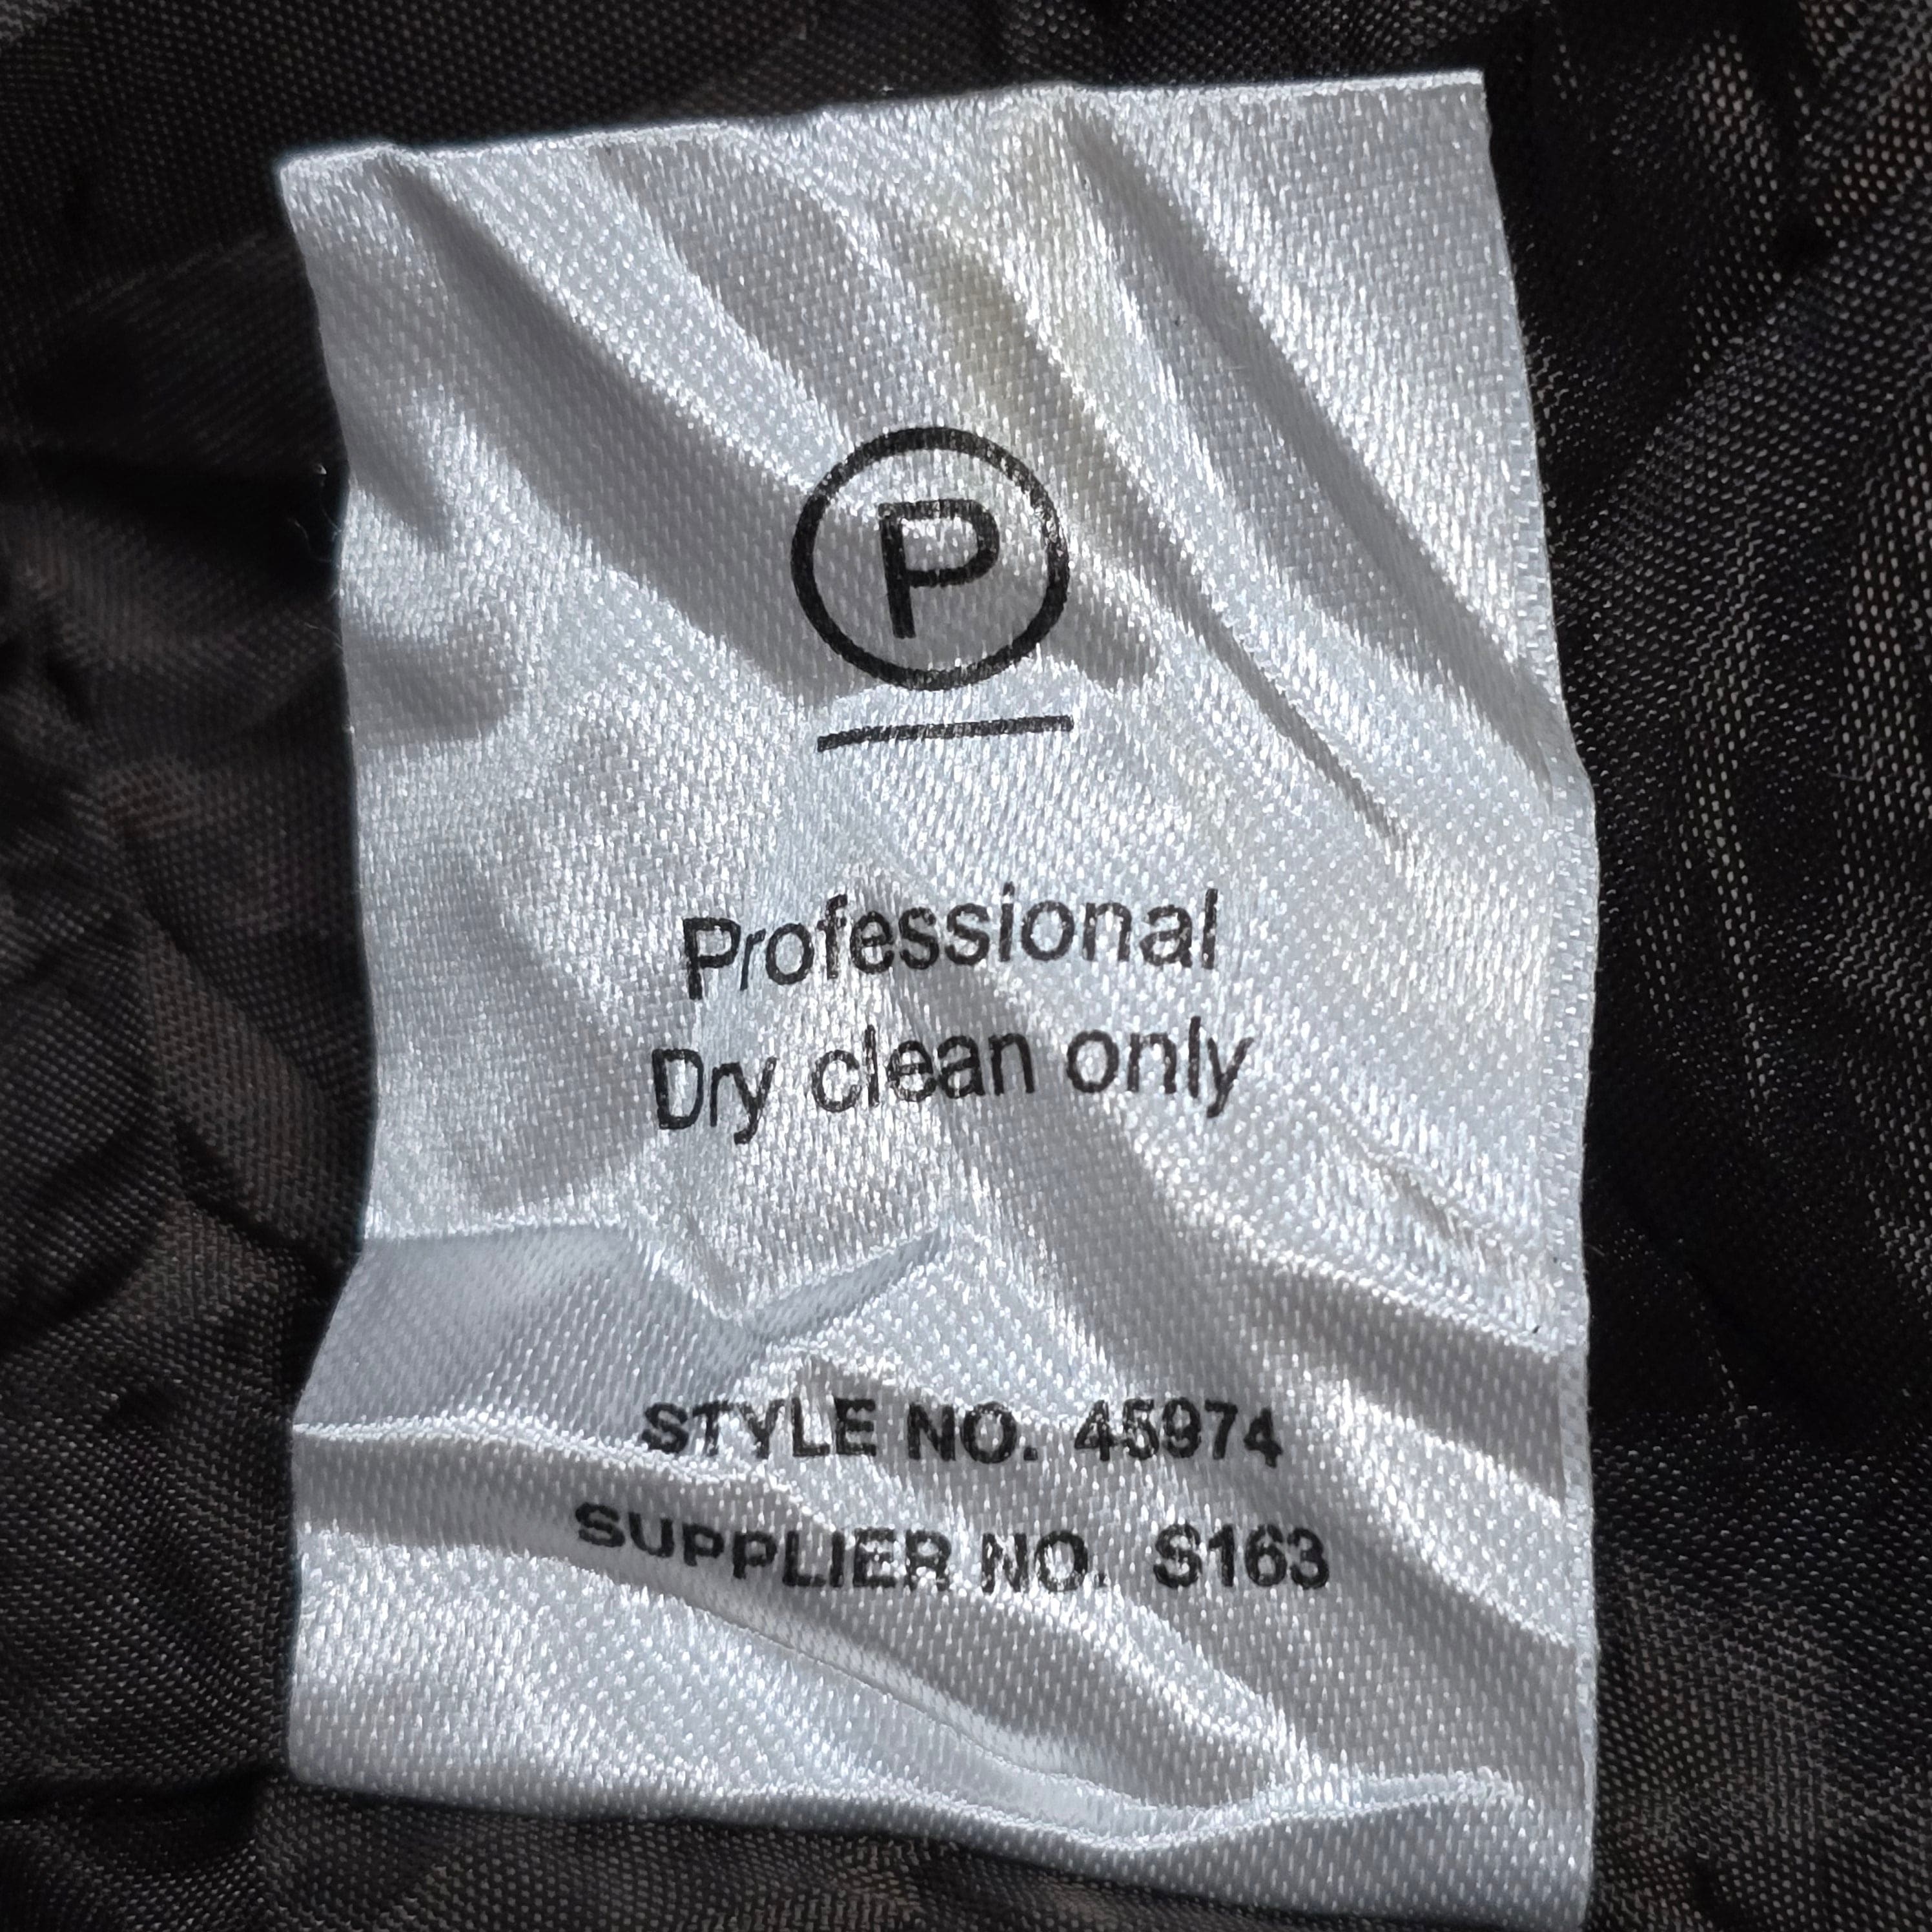 P
Professional
Dry clean only
STYLE NO. 45974
SUPPLIER NO. S163